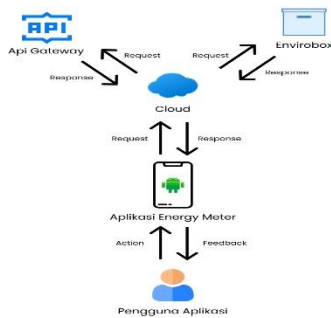 API
Api Gateway
Request
Request
Envirobox
Response
Response
Cloud
Request
Response
Aplikasi Energy Meter
Action
Feedback
Pengguna Aplikasi